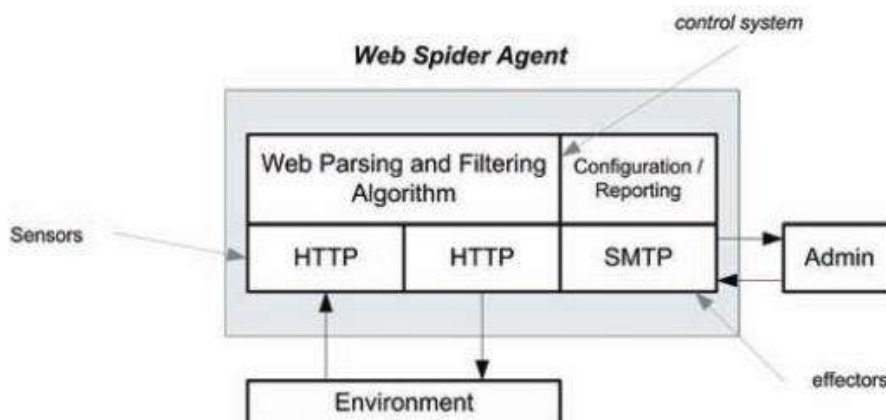 control system
Web Spider Agent
Web Parsing and Filtering
Algorithm
Configuration /
Reporting
Sensors
HTTP
HTTP
SMTP
Admin
effectors
Environment